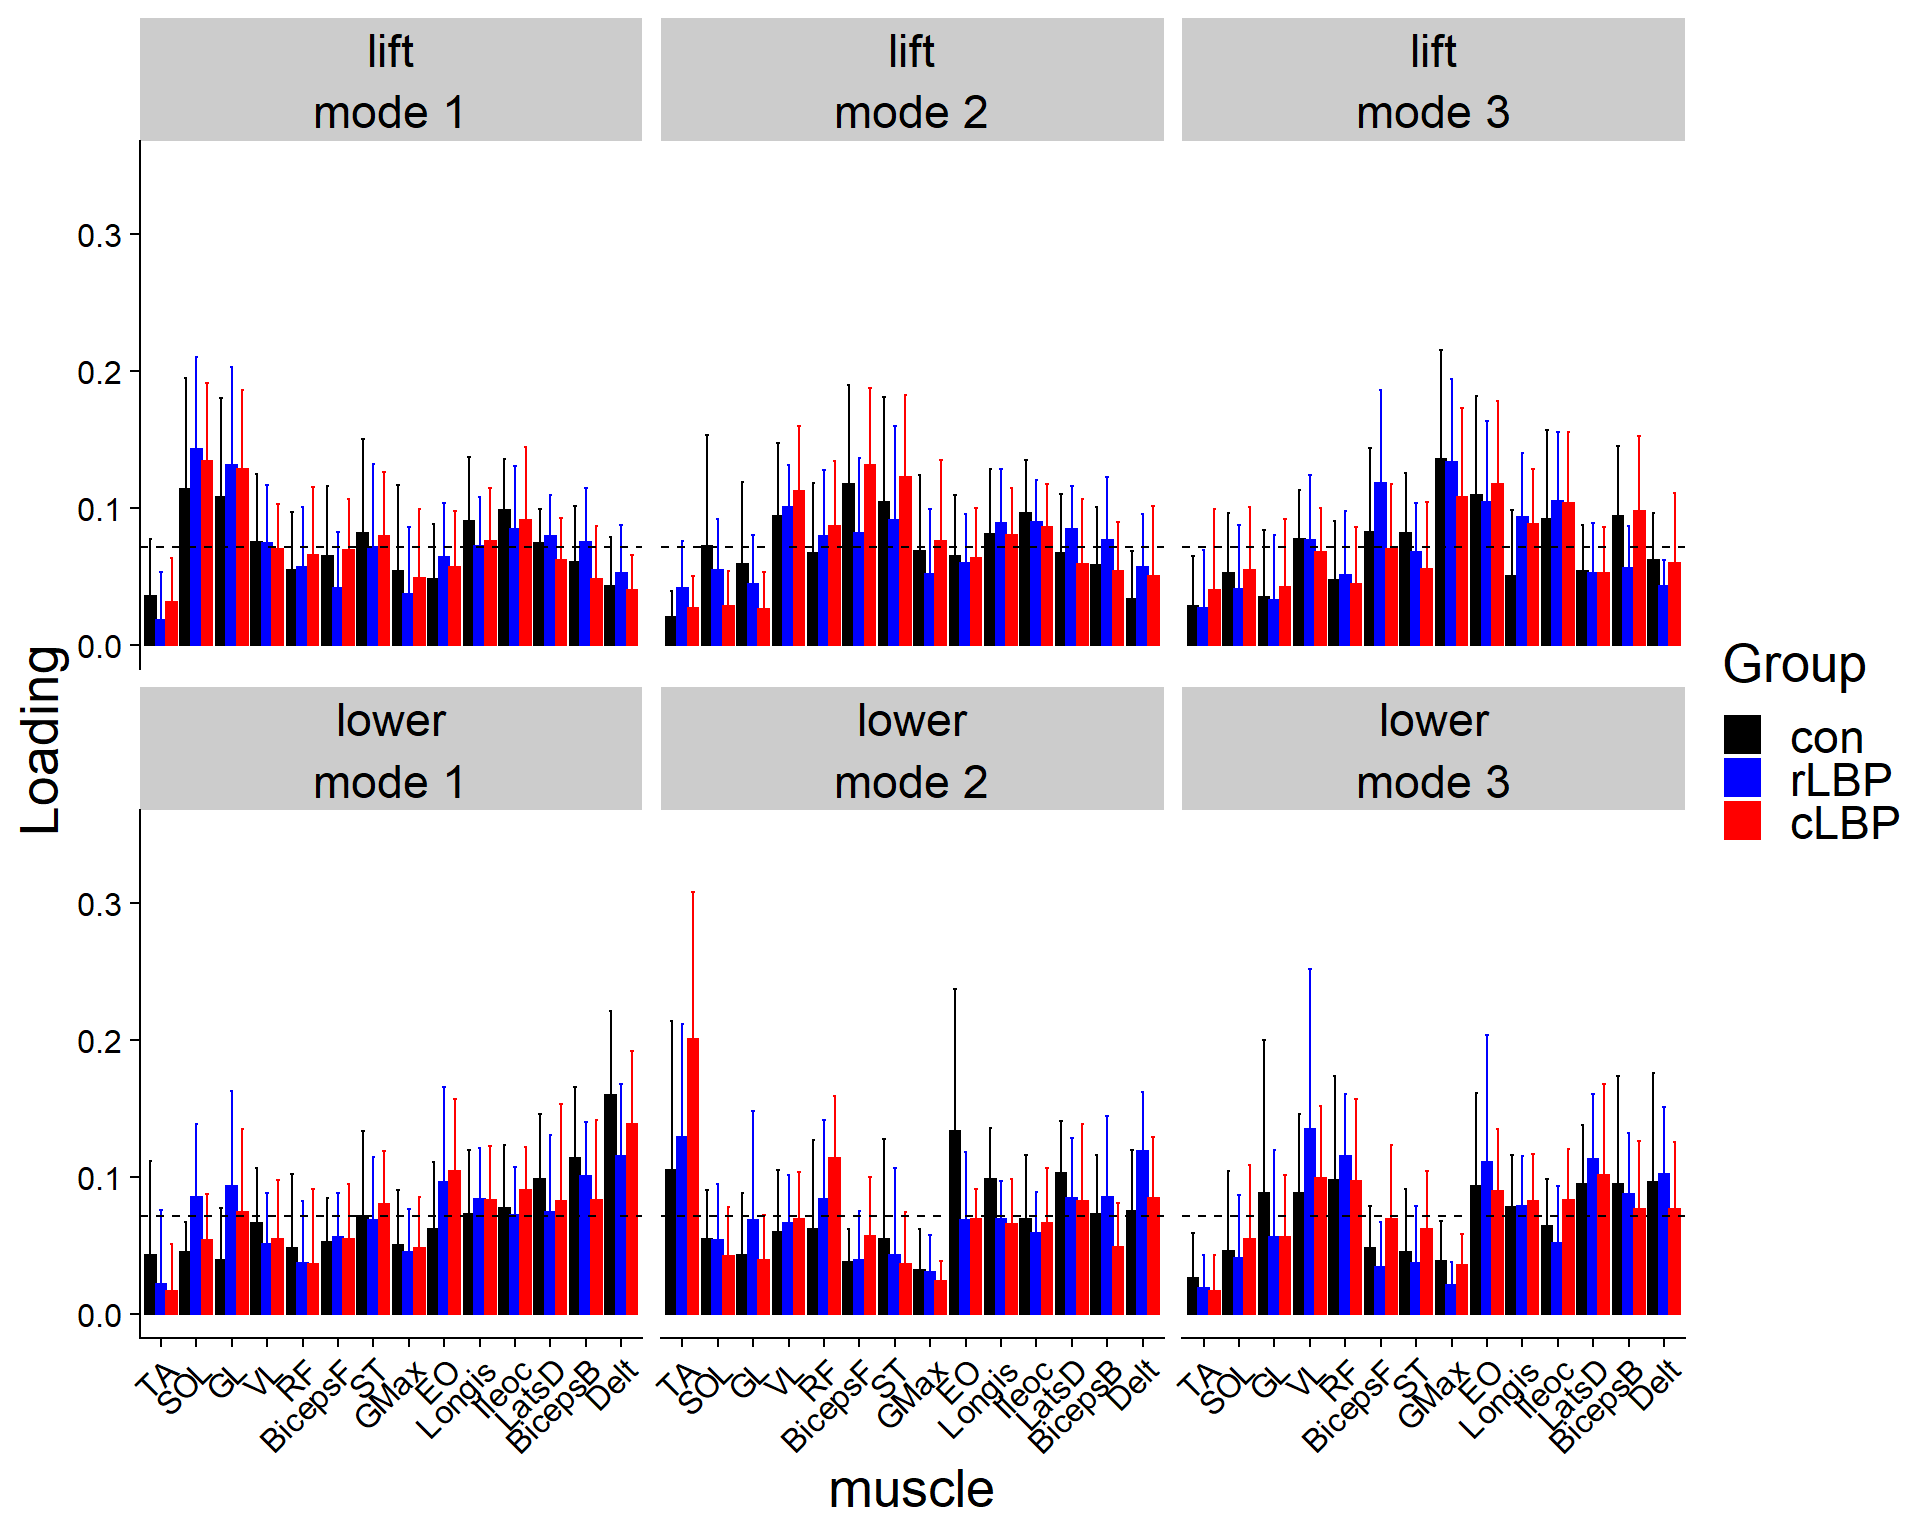 lift
mode 1
lift
mode 2
lift
mode 3
0.3
0.2
0.1
0.0
Loading
lower
mode 1
lower
mode 2
lower
mode 3
0.3
0.2
0.1
0.0
TA
SOL
GL
VL
RF
BicepsF
ST
GMax
EO
Longis
Ileoc
LatsD
BicepsB
Delt
TA
SOL
GL
VL
RF
BicepsF
ST
GMax
EO
Longis
Ileoc
LatsD
BicepsB
Delt
TA
SOL
GL
VL
RF
BicepsF
ST
GMax
EO
Longis
Ileoc
LatsD
BicepsB
Delt
muscle
Group
con
rLBP
cLBP